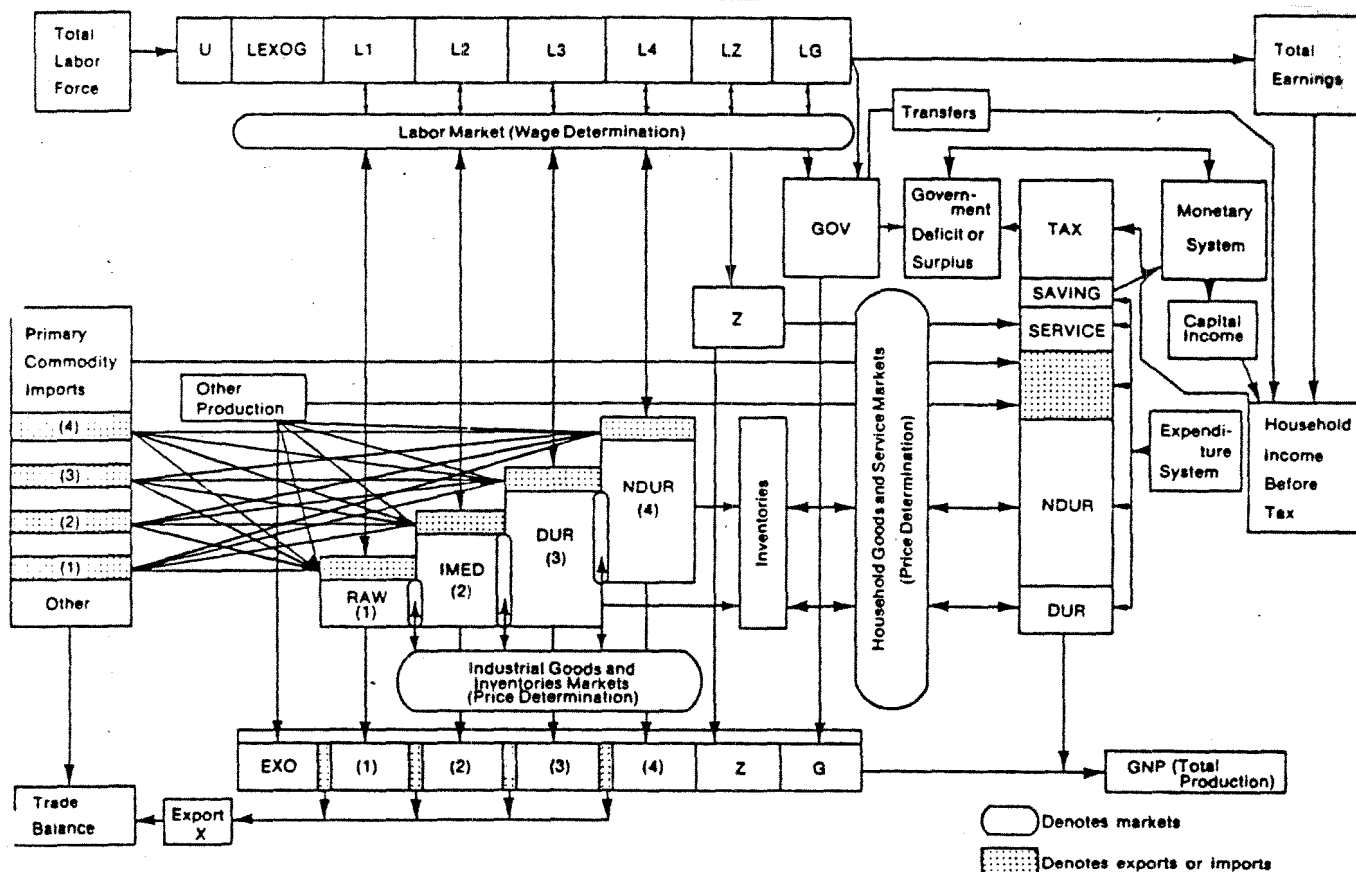 Total
Labor
Force
U
LEXOG
L1
L2
L3
L4
LZ
LG
Total
Earnings
Labor Market (Wage Determination)
Transfers
GOV
Govern-
ment
Deficit or
Surplus
TAX
Monetary
System
SAVING
SERVICE
Capital
Income
Z
Primary
Commodity
Imports
Other
Production
(4)
(3)
(2)
(1)
Other
RAW
(1)
IMED
(2)
DUR
(3)
NDUR
(4)
Inventories
Household Goods and Service Markets
(Price Determination)
NDUR
DUR
Expendi-
ture
System
Household
Income
Before
Tax
Industrial Goods and
Inventories Markets
(Price Determination)
EXO
(1)
(2)
(3)
(4)
Z
G
GNP (Total
Production)
Trade
Balance
Export
X
Denotes markets
Denotes exports or imports